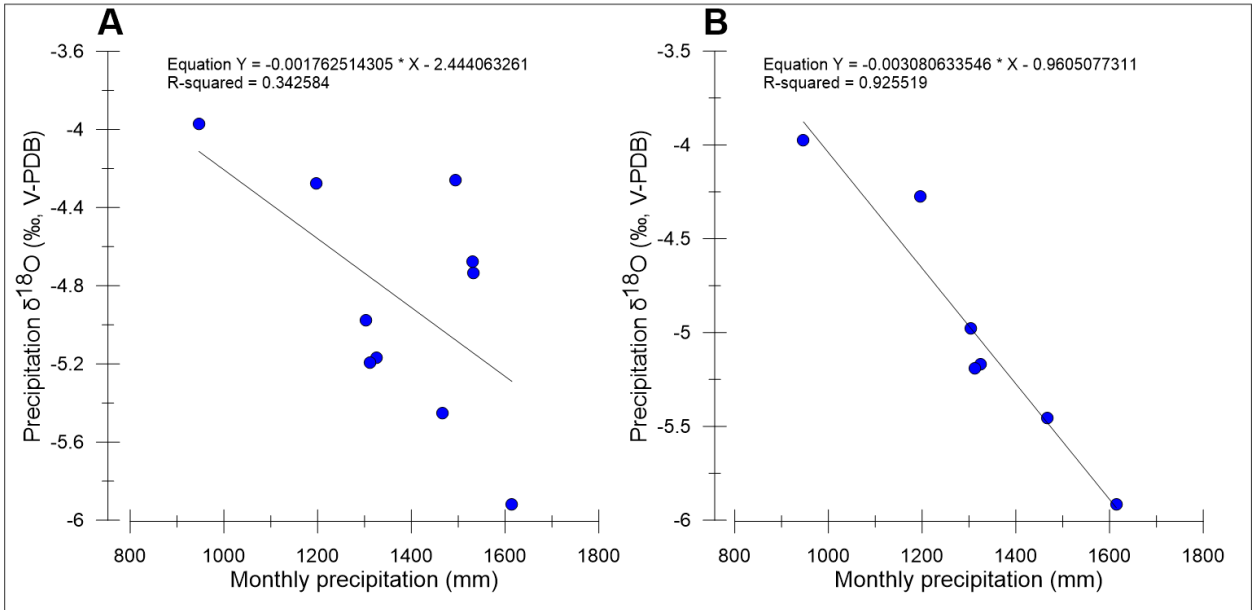 A
Equation Y = -0.001762514305 * X - 2.444063261
R-squared = 0.342584
Precipitation δ18O (‰, V-PDB)
-3.6
-4
-4.4
-4.8
-5.2
-5.6
-6
800 1000 1200 1400 1600 1800
Monthly precipitation (mm)
B
Equation Y = -0.003080633546 * X - 0.9605077311
R-squared = 0.925519
Precipitation δ18O (‰, V-PDB)
-3.5
-4
-4.5
-5
-5.5
-6
800 1000 1200 1400 1600 1800
Monthly precipitation (mm)